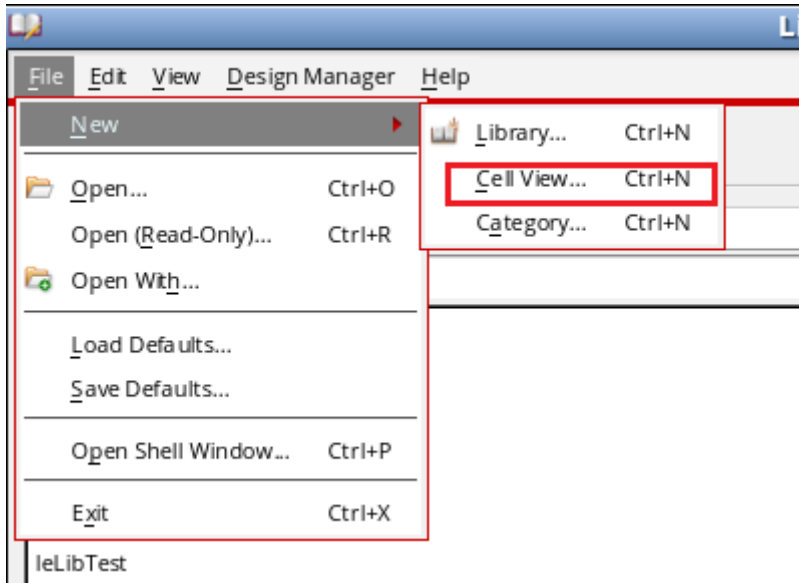 Li
File Edit View Design Manager Help
New
Library... Ctrl+N
Cell View... Ctrl+N
Category... Ctrl+N
Open... Ctrl+O
Open (Read-Only)... Ctrl+R
Open With...
Load Defaults...
Save Defaults...
Open Shell Window... Ctrl+P
Exit Ctrl+X
leLibTest